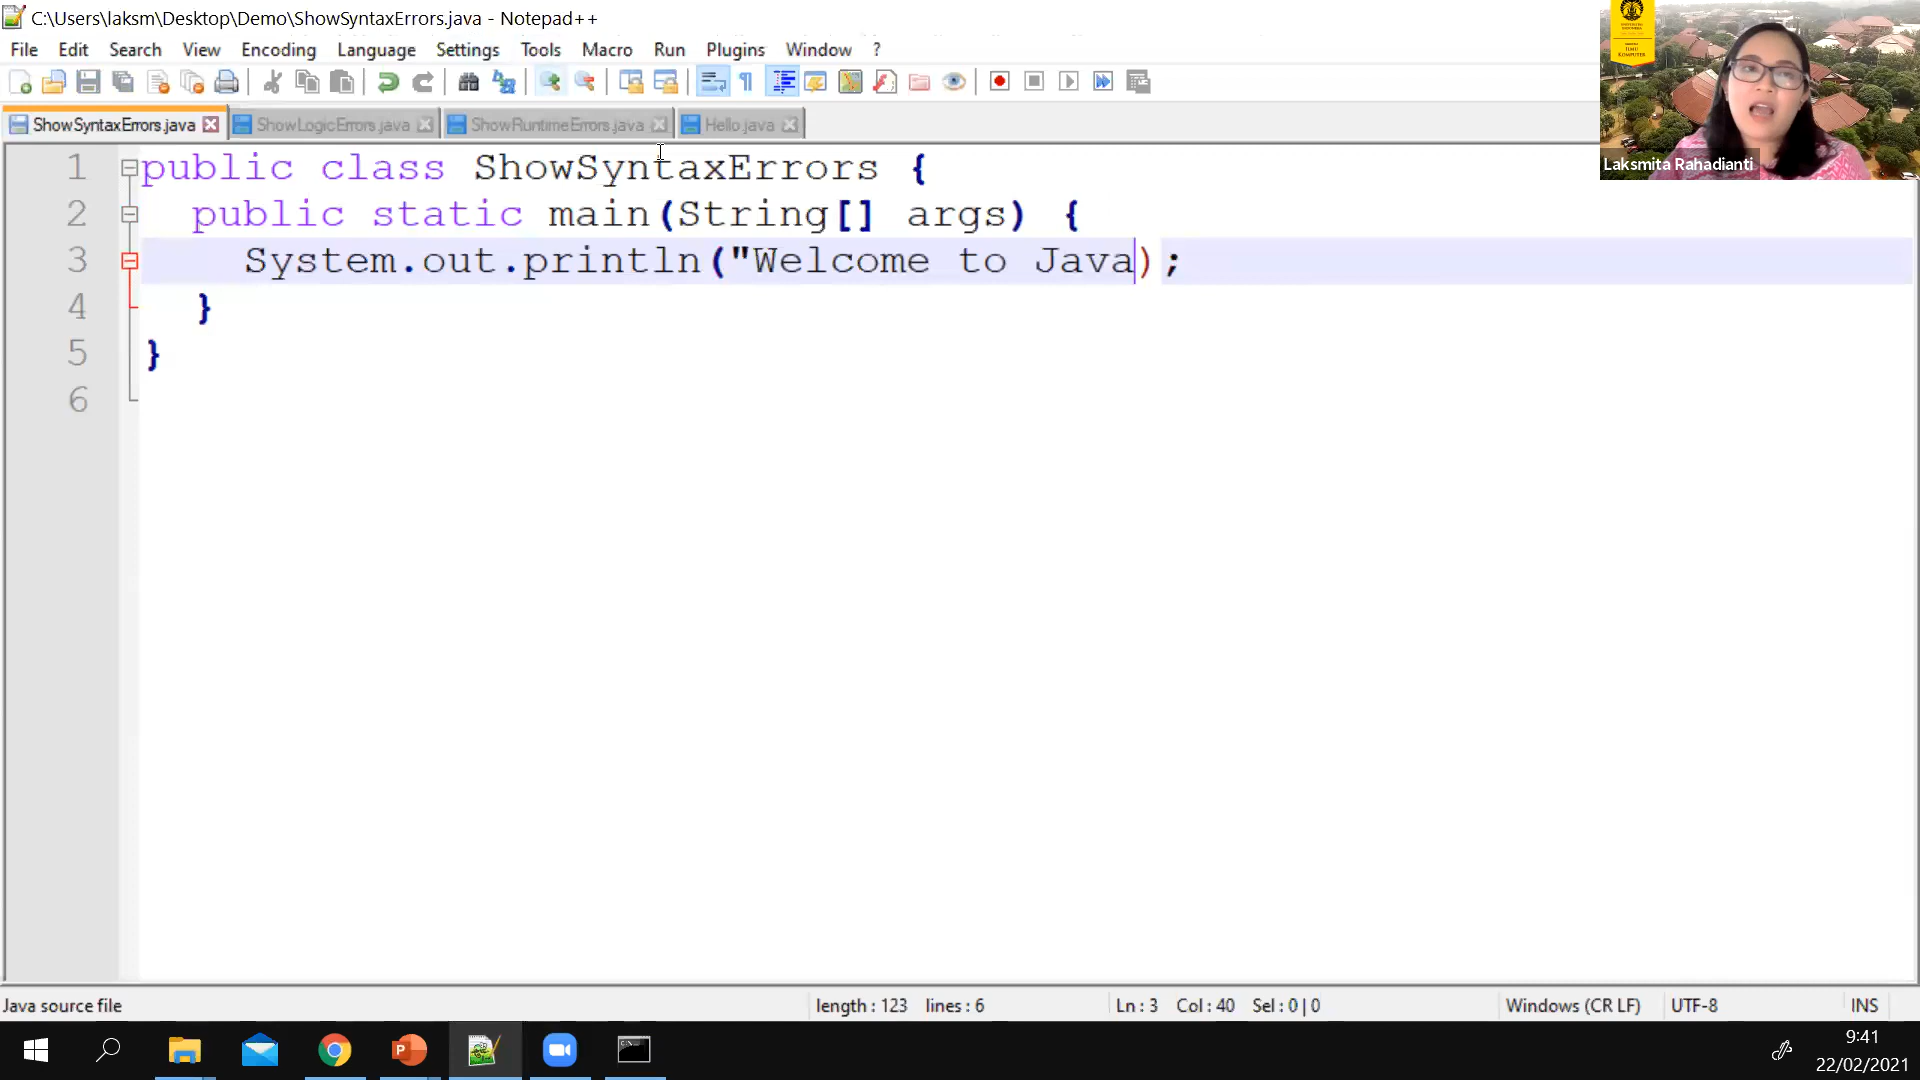 C:\Users\laksm\Desktop\Demo\ShowSyntaxErrors.java - Notepad++
File Edit Search View Encoding Language Settings Tools Macro Run Plugins Window ?
ShowSyntaxErrors.java ShowLogicErrors.java ShowRuntimeErrors.java Hello.java
1 public class ShowSyntaxErrors {
2 public static main(String[] args) {
3 System.out.println("Welcome to Java);
4 }
5 }
6
Laksmita Rahadianti
Java source file length : 123 lines : 6 Ln : 3 Col : 40 Sel : 0 | 0 Windows (CR LF) UTF-8 INS
9:41
22/02/2021